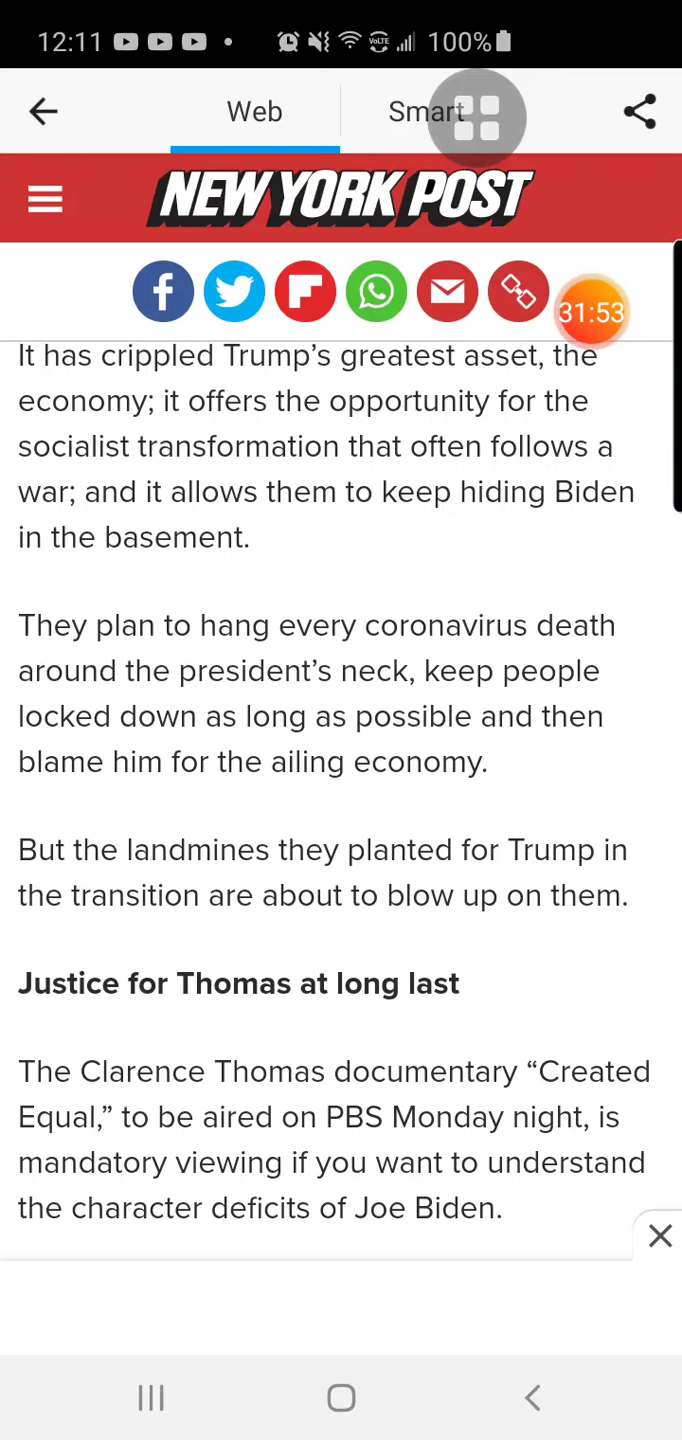 12:11 100%
Web Smart
NEW YORK POST
31:53
It has crippled Trump’s greatest asset, the
economy; it offers the opportunity for the
socialist transformation that often follows a
war; and it allows them to keep hiding Biden
in the basement.
They plan to hang every coronavirus death
around the president’s neck, keep people
locked down as long as possible and then
blame him for the ailing economy.
But the landmines they planted for Trump in
the transition are about to blow up on them.
Justice for Thomas at long last
The Clarence Thomas documentary “Created
Equal,” to be aired on PBS Monday night, is
mandatory viewing if you want to understand
the character deficits of Joe Biden.